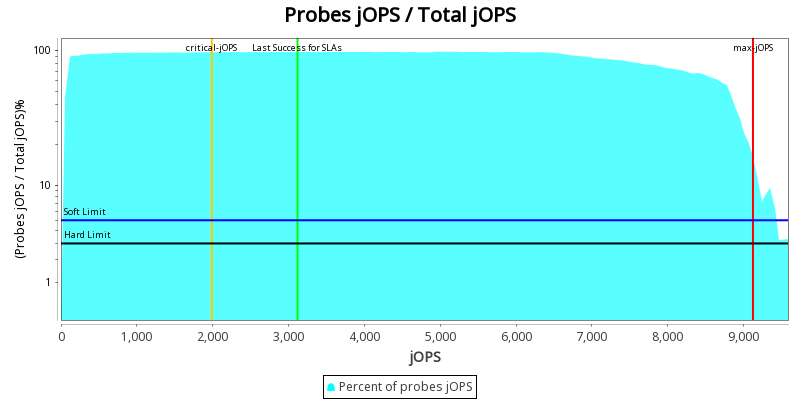 Probes jOPS / Total jOPS
(Probes jOPS / Total jOPS)%
100
10
1
critical-jOPS
Last Success for SLAs
max-jOPS
Soft Limit
Hard Limit
0
1,000
2,000
3,000
4,000
5,000
6,000
7,000
8,000
9,000
jOPS
Percent of probes jOPS